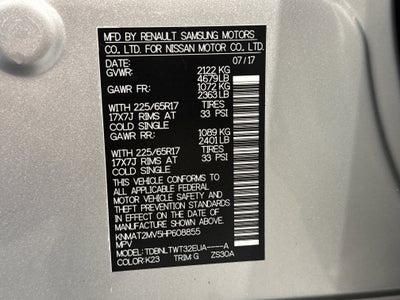 MFD BY RENAULT SAMSUNG MOTORS
CO., LTD. FOR NISSAN MOTOR CO., LTD.
DATE: 07/17
GVWR: 2122 KG
4679LB
GAWR FR: 1072 KG
2363LB
WITH 225/65R17 TIRES
17X7J RIMS AT 33 PSI
COLD SINGLE
GAWR RR: 1089 KG
2401LB
WITH 225/65R17 TIRES
17X7J RIMS AT 33 PSI
COLD SINGLE
THIS VEHICLE CONFORMS TO
ALL APPLICABLE FEDERAL
MOTOR VEHICLE SAFETY AND
THEFT PREVENTION STANDARDS
IN EFFECT ON THE DATE OF
MANUFACTURE SHOWN ABOVE.
KNMAT2MV5HP608855
MPV
MODEL: TDBNLTWT32EUA----A
COLOR:K23 TRIM:G ZS30A